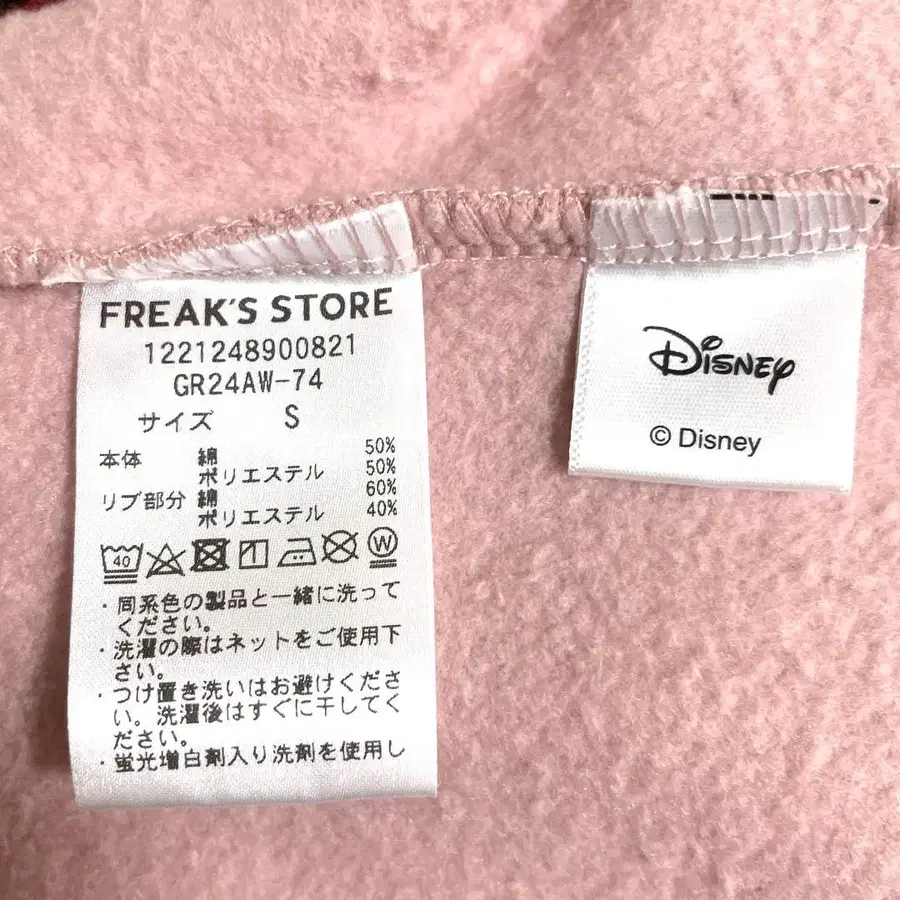 FREAK'S STORE
1221248900821
GR24AW-74
サイズ S
本体 綿 50%
ポリエステル 50%
リブ部分 綿 60%
ポリエステル 40%
40
W
・同系色の製品と一緒に洗って
ください。
・洗濯の際はネットをご使用下
さい。
・つけ置き洗いはお避けくださ
い。洗濯後はすぐに干してく
ださい。
・蛍光増白剤入り洗剤を使用し
Disney
© Disney